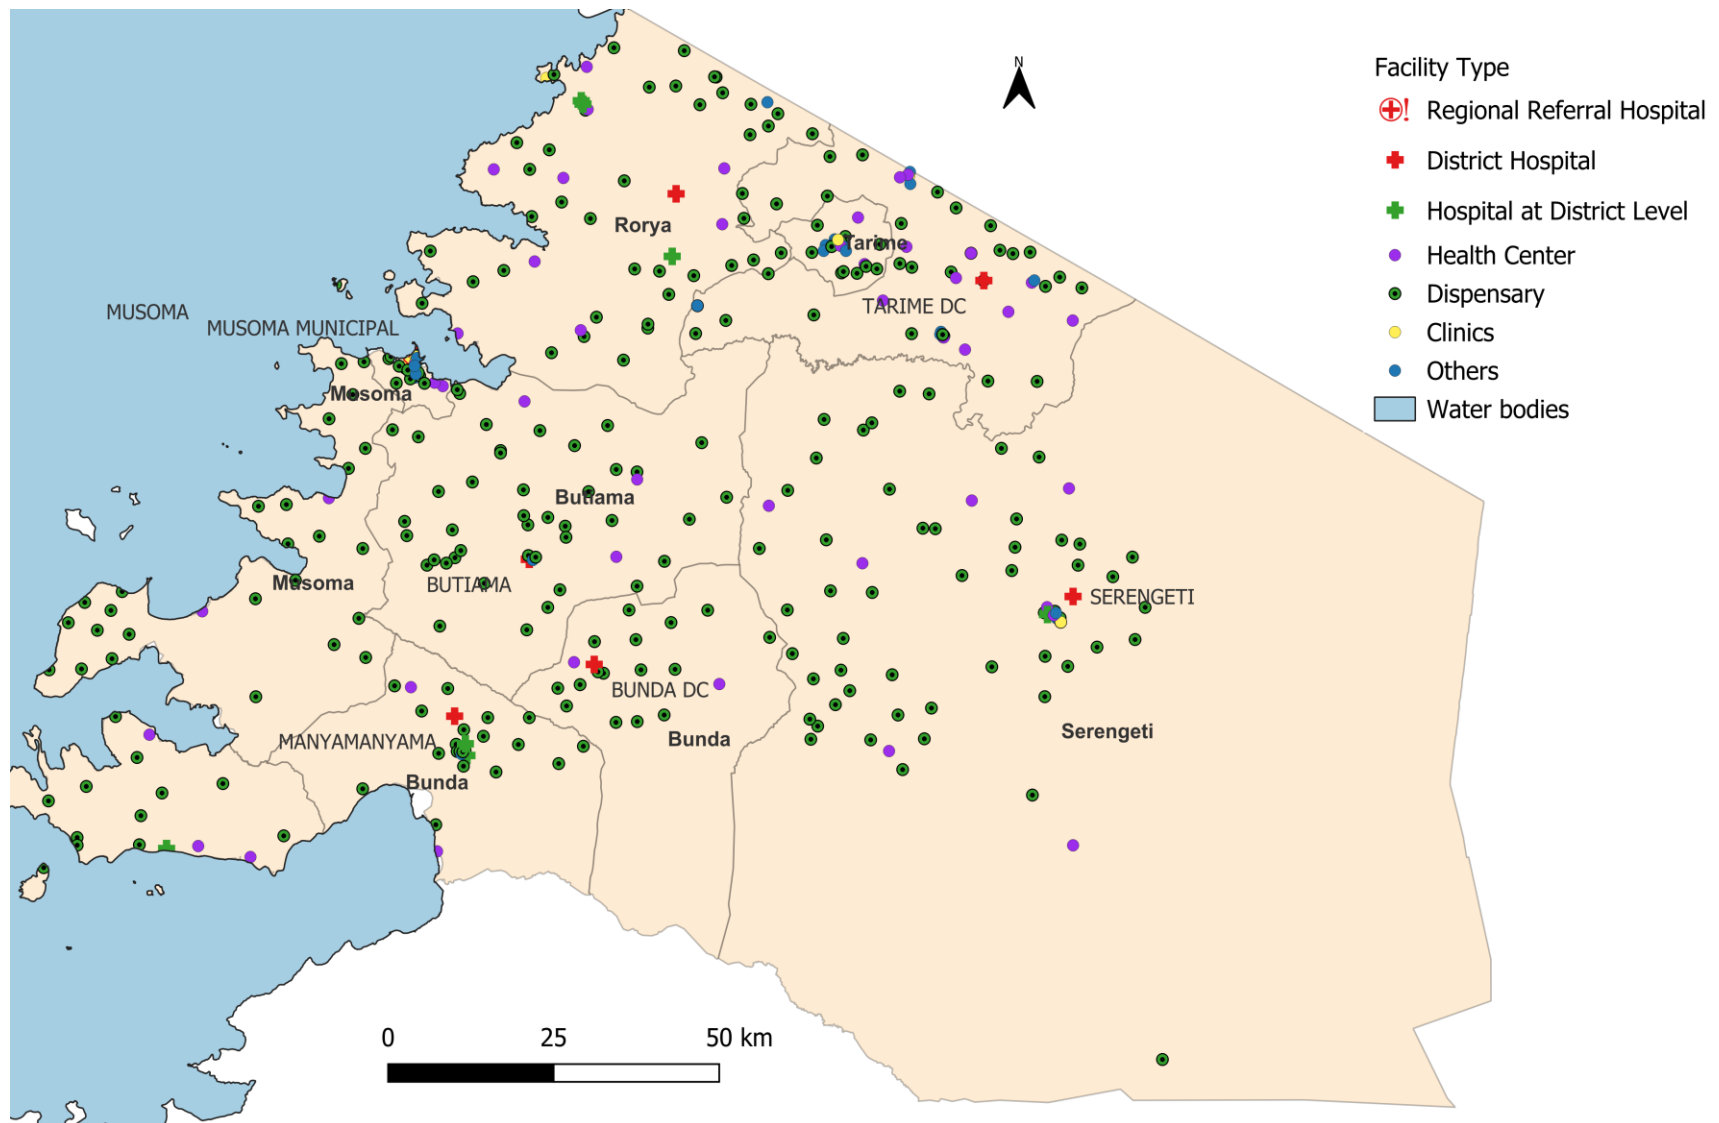 N
Facility Type
Regional Referral Hospital
District Hospital
Hospital at District Level
Health Center
Dispensary
Clinics
Others
Water bodies
Rorya
Tarime
TARIME DC
MUSOMA
MUSOMA MUNICIPAL
Musoma
Butiama
BUTIAMA
Musoma
SERENGETI
BUNDA DC
Bunda
Serengeti
MANYAMANYAMA
Bunda
0 25 50 km